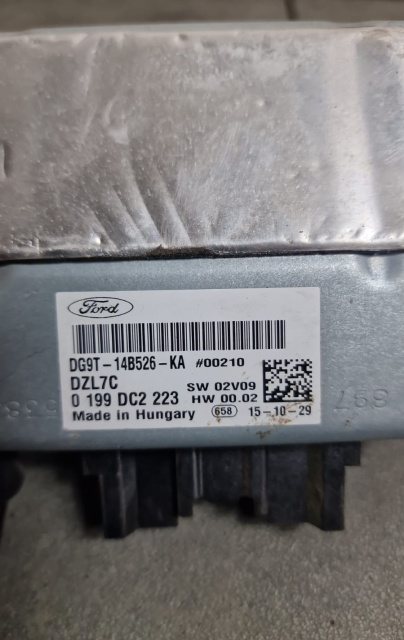 Ford
DG9T-14B526-KA #00210
DZL7C SW 02V09
0 199 DC2 223 HW 00.02
Made in Hungary 658 15-10-29